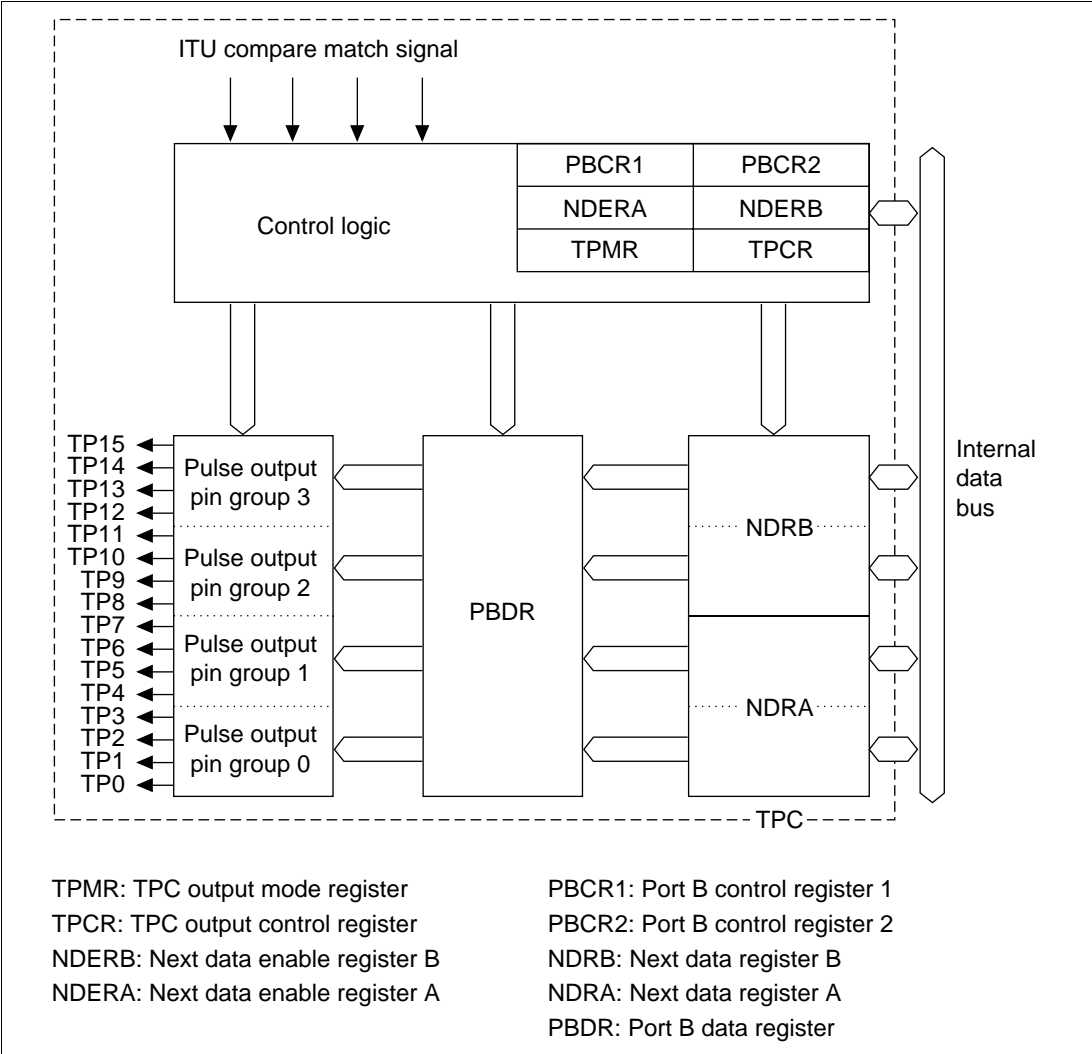 ITU compare match signal
PBCR1 PBCR2
NDERA NDERB
TPMR TPCR
Control logic
TP15
TP14
TP13
TP12
TP11
TP10
TP9
TP8
TP7
TP6
TP5
TP4
TP3
TP2
TP1
TP0
Pulse output
pin group 3
Pulse output
pin group 2
Pulse output
pin group 1
Pulse output
pin group 0
PBDR
NDRB
NDRA
Internal
data
bus
TPC
TPMR: TPC output mode register
TPCR: TPC output control register
NDERB: Next data enable register B
NDERA: Next data enable register A
PBCR1: Port B control register 1
PBCR2: Port B control register 2
NDRB: Next data register B
NDRA: Next data register A
PBDR: Port B data register